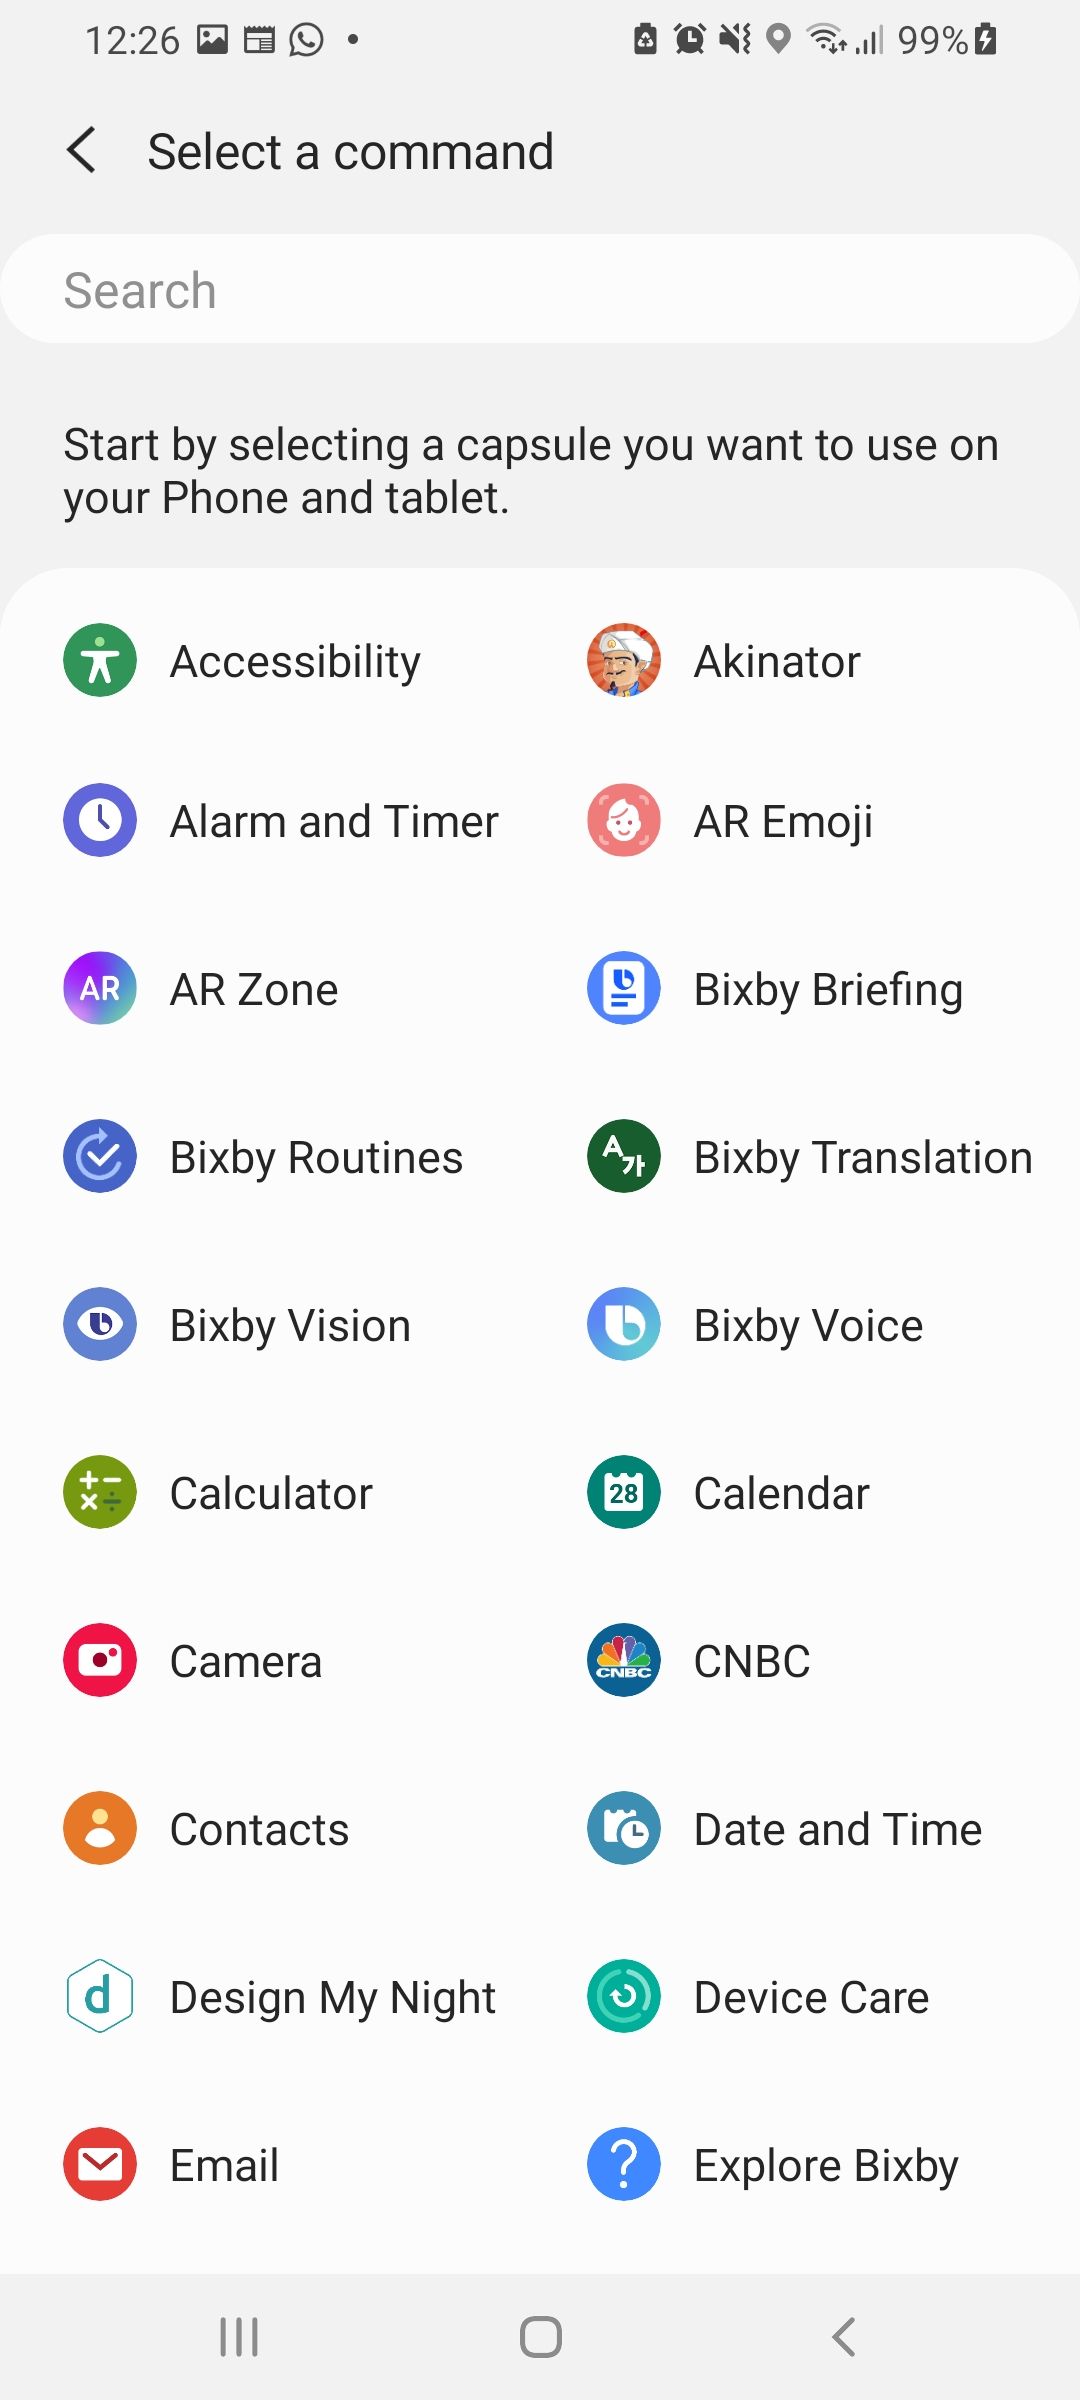 12:26 99%
Select a command
Search
Start by selecting a capsule you want to use on
your Phone and tablet.
Accessibility
Akinator
Alarm and Timer
AR Emoji
AR
AR Zone
Bixby Briefing
Bixby Routines
A가
Bixby Translation
Bixby Vision
b
Bixby Voice
Calculator
28
Calendar
Camera
CNBC
CNBC
Contacts
Date and Time
d
Design My Night
Device Care
Email
?
Explore Bixby